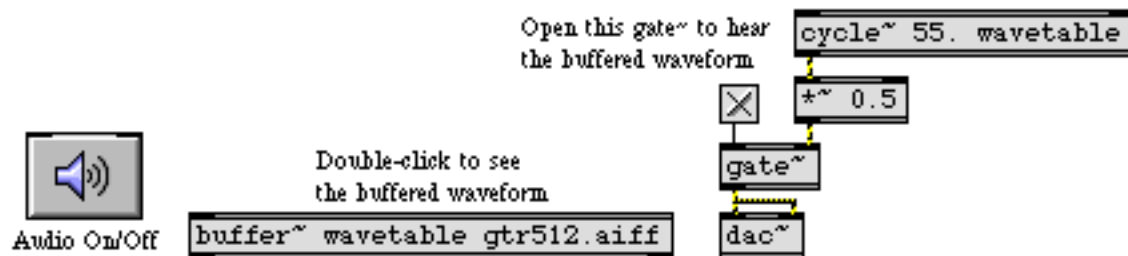 Open this gate~ to hear
the buffered waveform
cycle~ 55. wavetable
*~ 0.5
gate~
dac~
Double-click to see
the buffered waveform
buffer~ wavetable gtr512.aiff
Audio On/Off